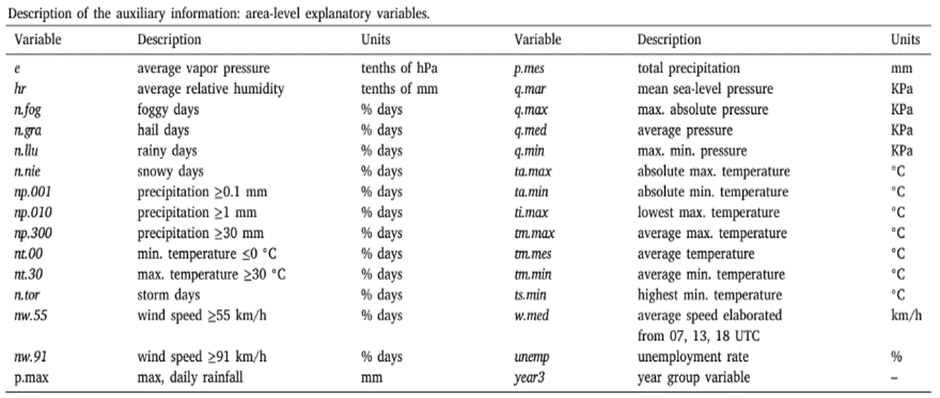 Description of the auxiliary information: area-level explanatory variables.
Variable Description Units Variable Description Units
e average vapor pressure tenths of hPa p.mes total precipitation mm
hr average relative humidity tenths of mm q.mar mean sea-level pressure KPa
n.fog foggy days % days q.max max. absolute pressure KPa
n.gra hail days % days q.med average pressure KPa
n.llu rainy days % days q.min max. min. pressure KPa
n.nie snowy days % days ta.max absolute max. temperature °C
np.001 precipitation ≥0.1 mm % days ta.min absolute min. temperature °C
np.010 precipitation ≥1 mm % days ti.max lowest max. temperature °C
np.300 precipitation ≥30 mm % days tm.max average max. temperature °C
nt.00 min. temperature ≤0 °C % days tm.mes average temperature °C
nt.30 max. temperature ≥30 °C % days tm.min average min. temperature °C
n.tor storm days % days ts.min highest min. temperature °C
nw.55 wind speed ≥55 km/h % days w.med average speed elaborated km/h
from 07, 13, 18 UTC
nw.91 wind speed ≥91 km/h % days unemp unemployment rate %
p.max max, daily rainfall mm year3 year group variable –